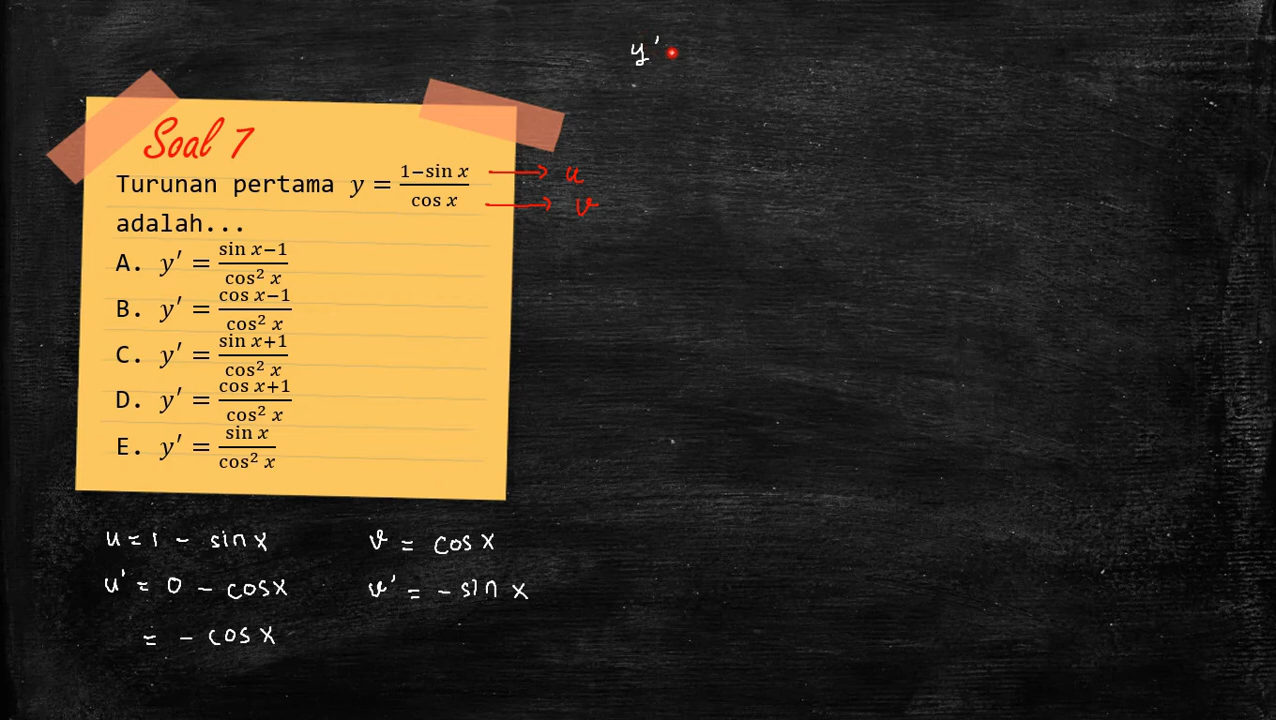 y'
Soal 7
Turunan pertama y = (1−sin x)/(cos x) → u → v
adalah...
A. y′ = (sin x−1)/(cos² x)
B. y′ = (cos x−1)/(cos² x)
C. y′ = (sin x+1)/(cos² x)
D. y′ = (cos x+1)/(cos² x)
E. y′ = (sin x)/(cos² x)
u = 1 - sin x v = cos x
u' = 0 - cos x v' = - sin x
= - cos x